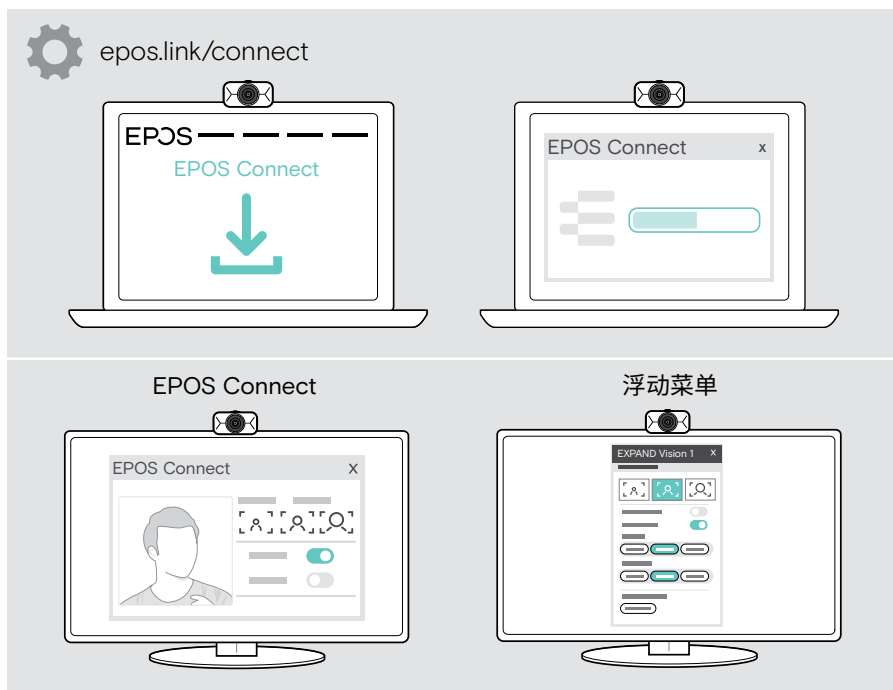 epos.link/connect
EPOS
EPOS Connect
EPOS Connect x
EPOS Connect
浮动菜单
EPOS Connect x
EXPAND Vision 1 x